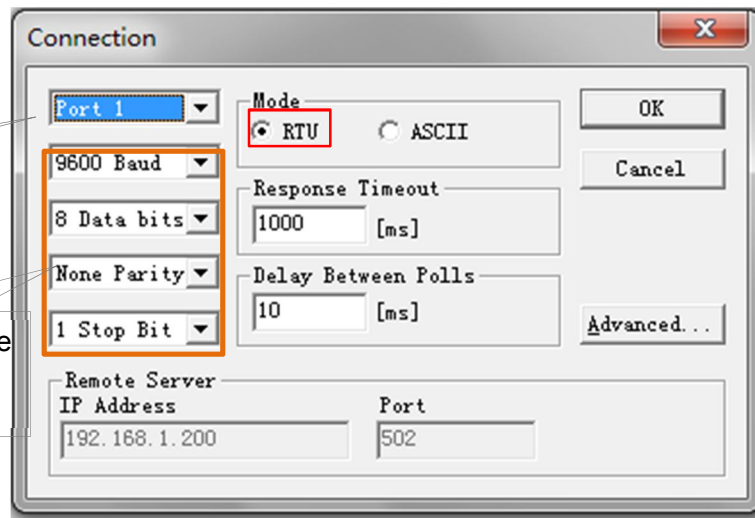 Connection
Port 1
9600 Baud
8 Data bits
None Parity
1 Stop Bit
Mode
RTU
ASCII
Response Timeout
1000 [ms]
Delay Between Polls
10 [ms]
OK
Cancel
Advanced...
Remote Server
IP Address
192.168.1.200
Port
502
e